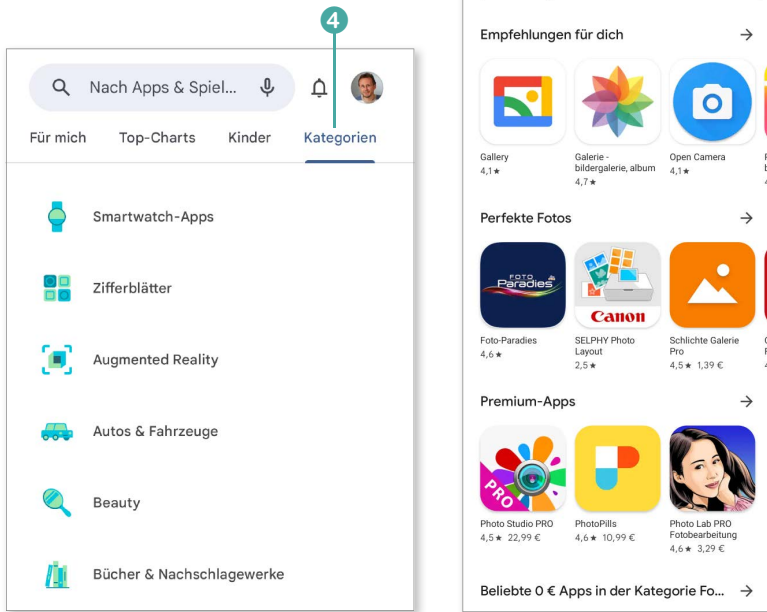 4
Nach Apps & Spiel...
Für mich Top-Charts Kinder Kategorien
Smartwatch-Apps
Zifferblätter
Augmented Reality
Autos & Fahrzeuge
Beauty
Bücher & Nachschlagewerke
Empfehlungen für dich
Gallery
4,1★
Galerie -
bildergalerie, album
4,7★
Open Camera
4,1★
Perfekte Fotos
FOTO
Paradies
Canon
Foto-Paradies
4,6★
SELPHY Photo
Layout
2,5★
Schlichte Galerie
Pro
4,5★ 1,39 €
Premium-Apps
PRO
Photo Studio PRO
4,5★ 22,99 €
PhotoPills
4,6★ 10,99 €
Photo Lab PRO
Fotobearbeitung
4,6★ 3,29 €
Beliebte 0 € Apps in der Kategorie Fo...